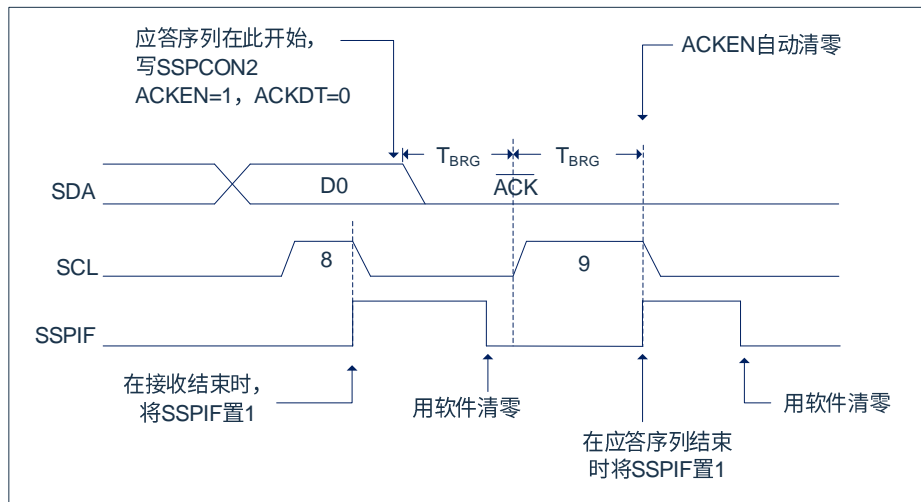 应答序列在此开始,
写SSPCON2
ACKEN=1，ACKDT=0
ACKEN自动清零
TBRG
TBRG
SDA
D0
ACK
SCL
8
9
SSPIF
在接收结束时，
将SSPIF置1
用软件清零
在应答序列结束
时将SSPIF置1
用软件清零